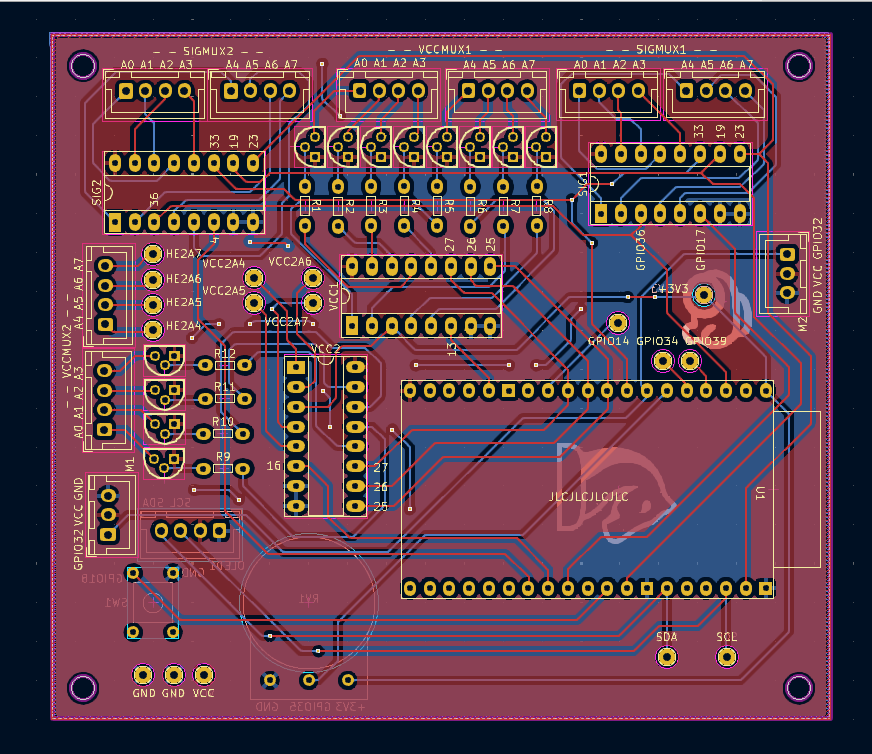 - - SIGMUX2 - -
- - VCCMUX1 - -
- - SIGMUX1 - -
A0 A1 A2 A3
A4 A5 A6 A7
A0 A1 A2 A3
A4 A5 A6 A7
A0 A1 A2 A3
A4 A5 A6 A7
33 19 23
33 19 23
SIG2
36
4
SIG1
R1 R2 R3 R4 R5 R6 R7 R8
27 26 25
GPIO36
GPIO17
GND VCC GPIO32
M2
HE2A7
HE2A6
HE2A5
HE2A4
VCC2A4
VCC2A6
VCC2A5
VCC2A7
VCC1
13
GPIO14 GPIO34 GPIO39
- - VCCMUX2 - -
A4 A5 A6 A7
A0 A1 A2 A3
VCC2
R12
R11
R10
R9
M1
16
27
26
25
JLCJLCJLCJLC
U1
GPIO32 VCC GND
SCL SDA
OLED1
GPIO18
GND
SW1
RV1
SDA
SCL
GND GND VCC
+3V3 GPIO35 GND